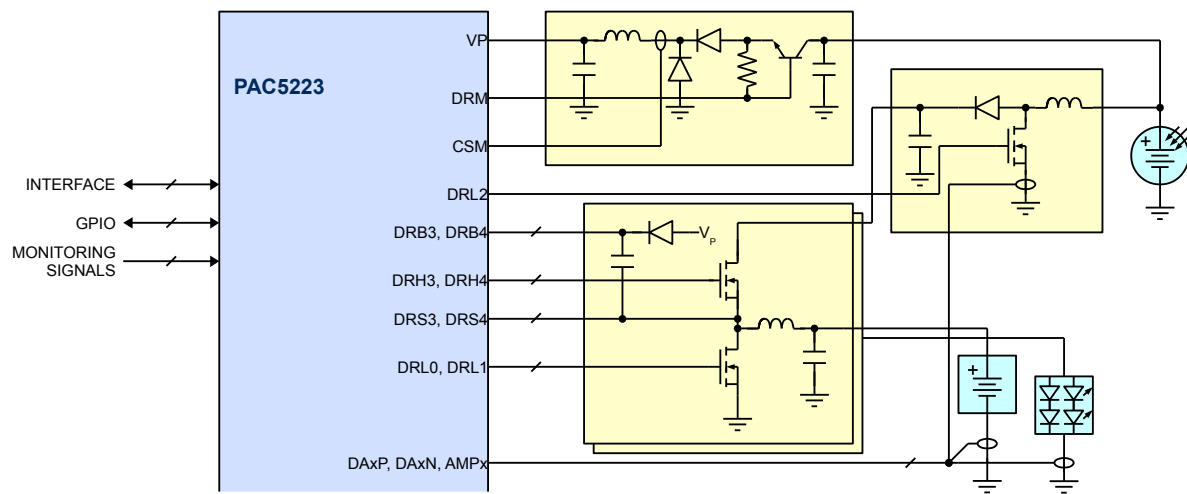 VP
PAC5223
DRM
CSM
INTERFACE
DRL2
GPIO
DRB3, DRB4
VP
MONITORING
SIGNALS
DRH3, DRH4
DRS3, DRS4
DRL0, DRL1
DAxP, DAxN, AMPx